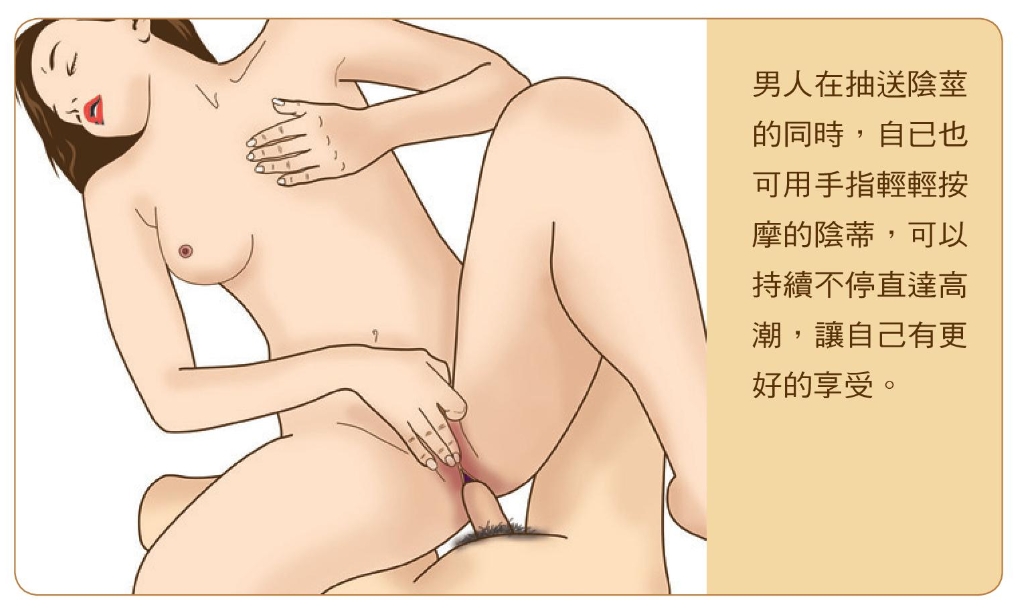 男人在抽送陰莖
的同時，自已也
可用手指輕輕按
摩的陰蒂，可以
持續不停直達高
潮，讓自己有更
好的享受。